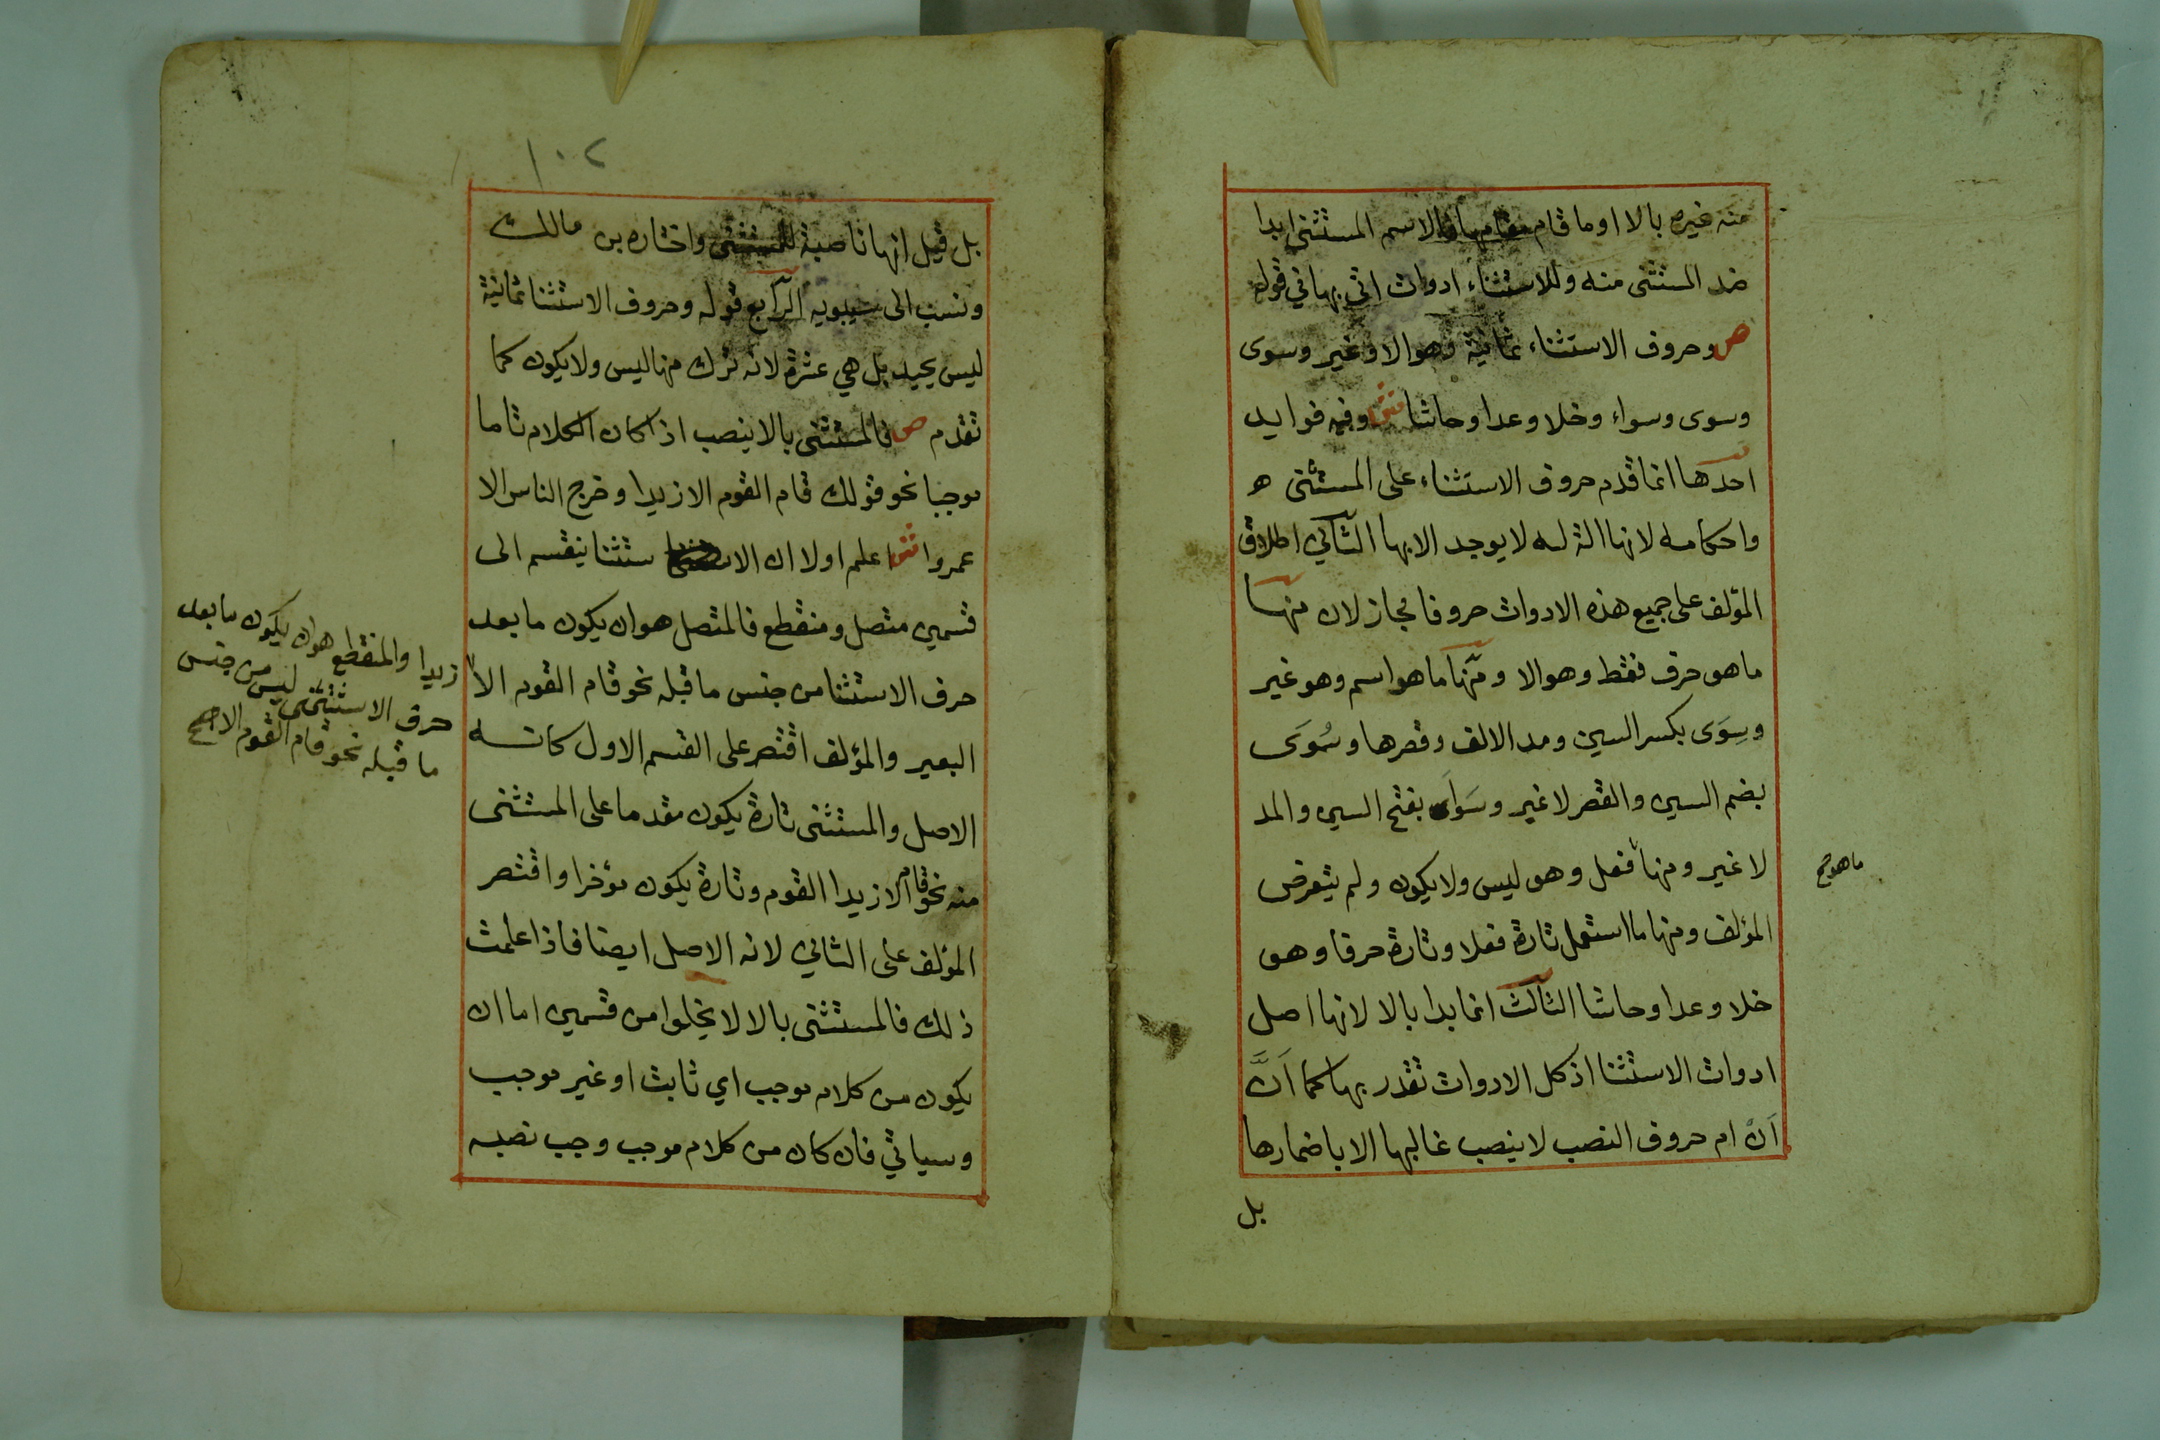 منه غيره بالا او ما قام مقامها فالاسم المستثنى ابدا
ضد المستثنى منه وللاستثناء ادوات اتى بها في قوله
ص وحروف الاستثناء ثمانية وهو الا وغير وسوى
وسوى وسواء وخلا وعدا وحاشا ش وفيه فوايد
احدها انما قدم حروف الاستثناء على المستثنى ه
واحكامه لانها الة له لا يوجد الا بها الثاني اطلاق
المؤلف على جميع هذه الادوات حروفا مجاز لان منها
ما هو حرف فقط وهو الا ومنها ما هو اسم وهو غير
وسِوَى بكسر السين ومد الالف وقصرها وسُوَى
بضم السين والقصر لا غير وسَوَاء بفتح السين والمد
لا غير ومنها فعل وهو ليس ولا يكون ولم يتعرض
ما هو صح
المؤلف ومنها ما استعمل تارة فعلا وتارة حرفا وهو
خلا وعدا وحاشا الثالث انما بدا بالا لانها اصل
ادوات الاستثنا اذ كل الادوات تقدر بها كما اَنَّ
اَنْ ام حروف النصب لا ينصب غالبها الا باضمارها
بل
١٠٢
بل قيل انها ناصبة للمستثنى واختاره بن مالك
ونسب الى سيبويه الرابع قوله وحروف الاستثنا ثمانية
ليس بجيد بل هي عشرة لانه ترك منها ليس ولا يكون كما
تقدم ص فالمستثنى بالا ينصب اذا كان الكلام تاما
موجبا نحو قولك قام القوم الا زيدا وخرج الناس الا
عمروا ش اعلم اولا ان الا ستثنا ينقسم الى
قسمين متصل ومنقطع فالمتصل هو ان يكون ما بعد
حرف الاستثنا من جنس ما قبله نحو قام القوم الا
زيدا والمنقطع هو ان يكون ما بعد
حرف الاستثنى ليس من جنس
ما قبله نحو قام القوم الا صح
البعير والمؤلف اقتصر على القسم الاول كانه
الاصل والمستثنى تارة يكون مقدما على المستثنى
منه نحو قام الا زيدا القوم وتارة يكون مؤخرا واقتصر
المؤلف على الثاني لانه الاصل ايضا فاذا علمت
ذلك فالمستثنى بالا لا يخلوا من قسمين اما ان
يكون من كلام موجب اي ثابت او غير موجب
وسياتي فان كان من كلام موجب وجب نصبه